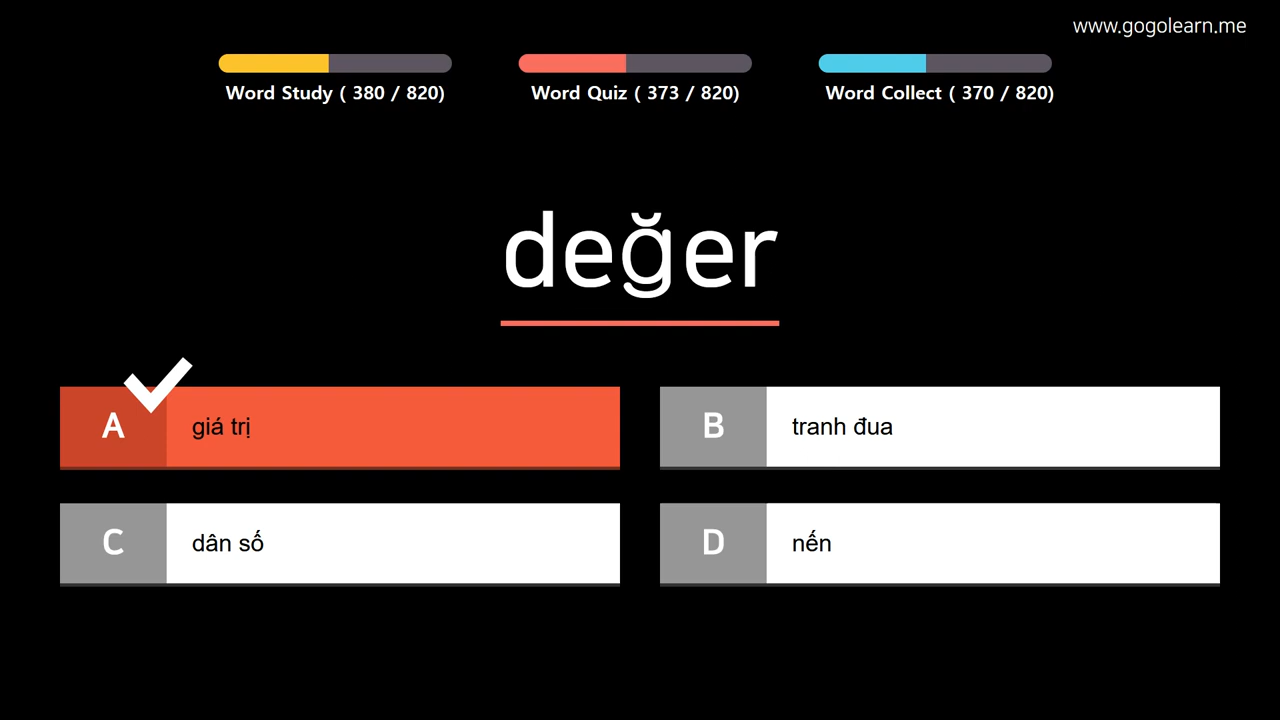 www.gogolearn.me
Word Study ( 380 / 820)
Word Quiz ( 373 / 820)
Word Collect ( 370 / 820)
değer
A giá trị
B tranh đua
C dân số
D nến